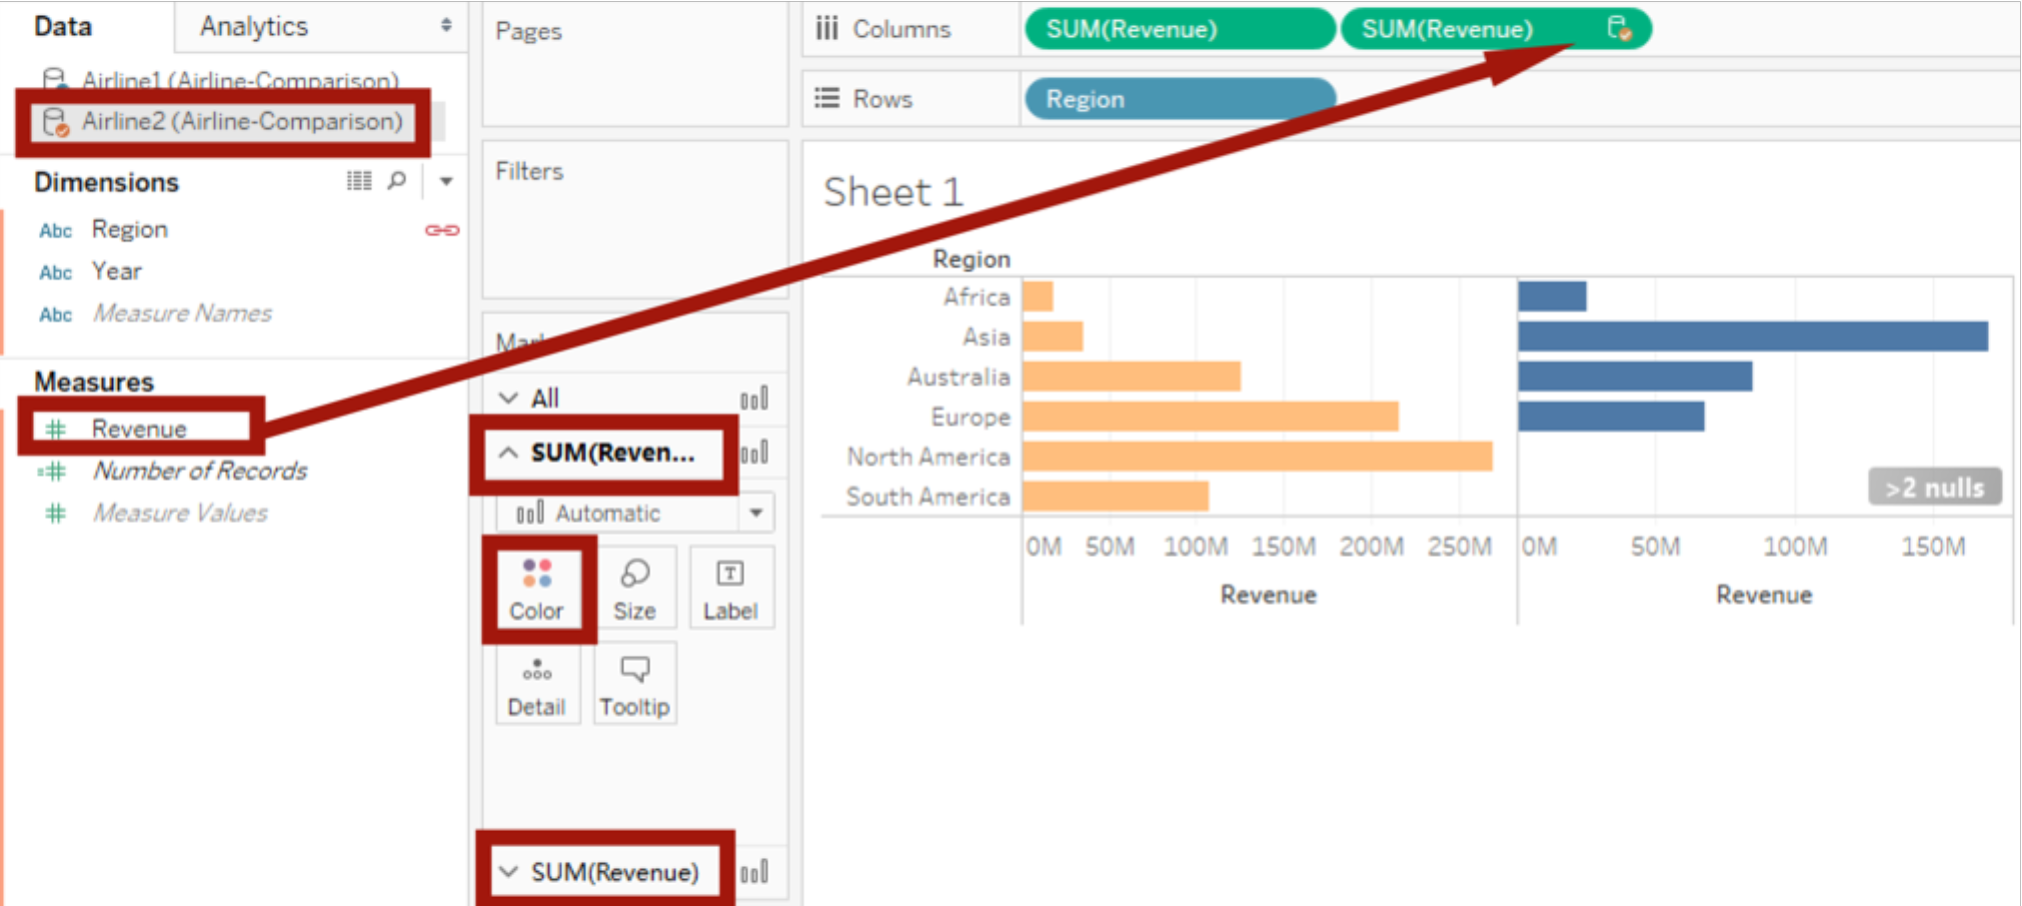 Data
Analytics
Airline1 (Airline-Comparison)
Airline2 (Airline-Comparison)
Dimensions
Abc Region
Abc Year
Abc Measure Names
Measures
# Revenue
=# Number of Records
# Measure Values
Pages
Filters
All
SUM(Reven...
Automatic
Color
Size
T
Label
Detail
Tooltip
SUM(Revenue)
Columns
SUM(Revenue)
SUM(Revenue)
Rows
Region
Sheet 1
Region
Africa
Asia
Australia
Europe
North America
South America
>2 nulls
0M 50M 100M 150M 200M 250M
0M 50M 100M 150M
Revenue
Revenue